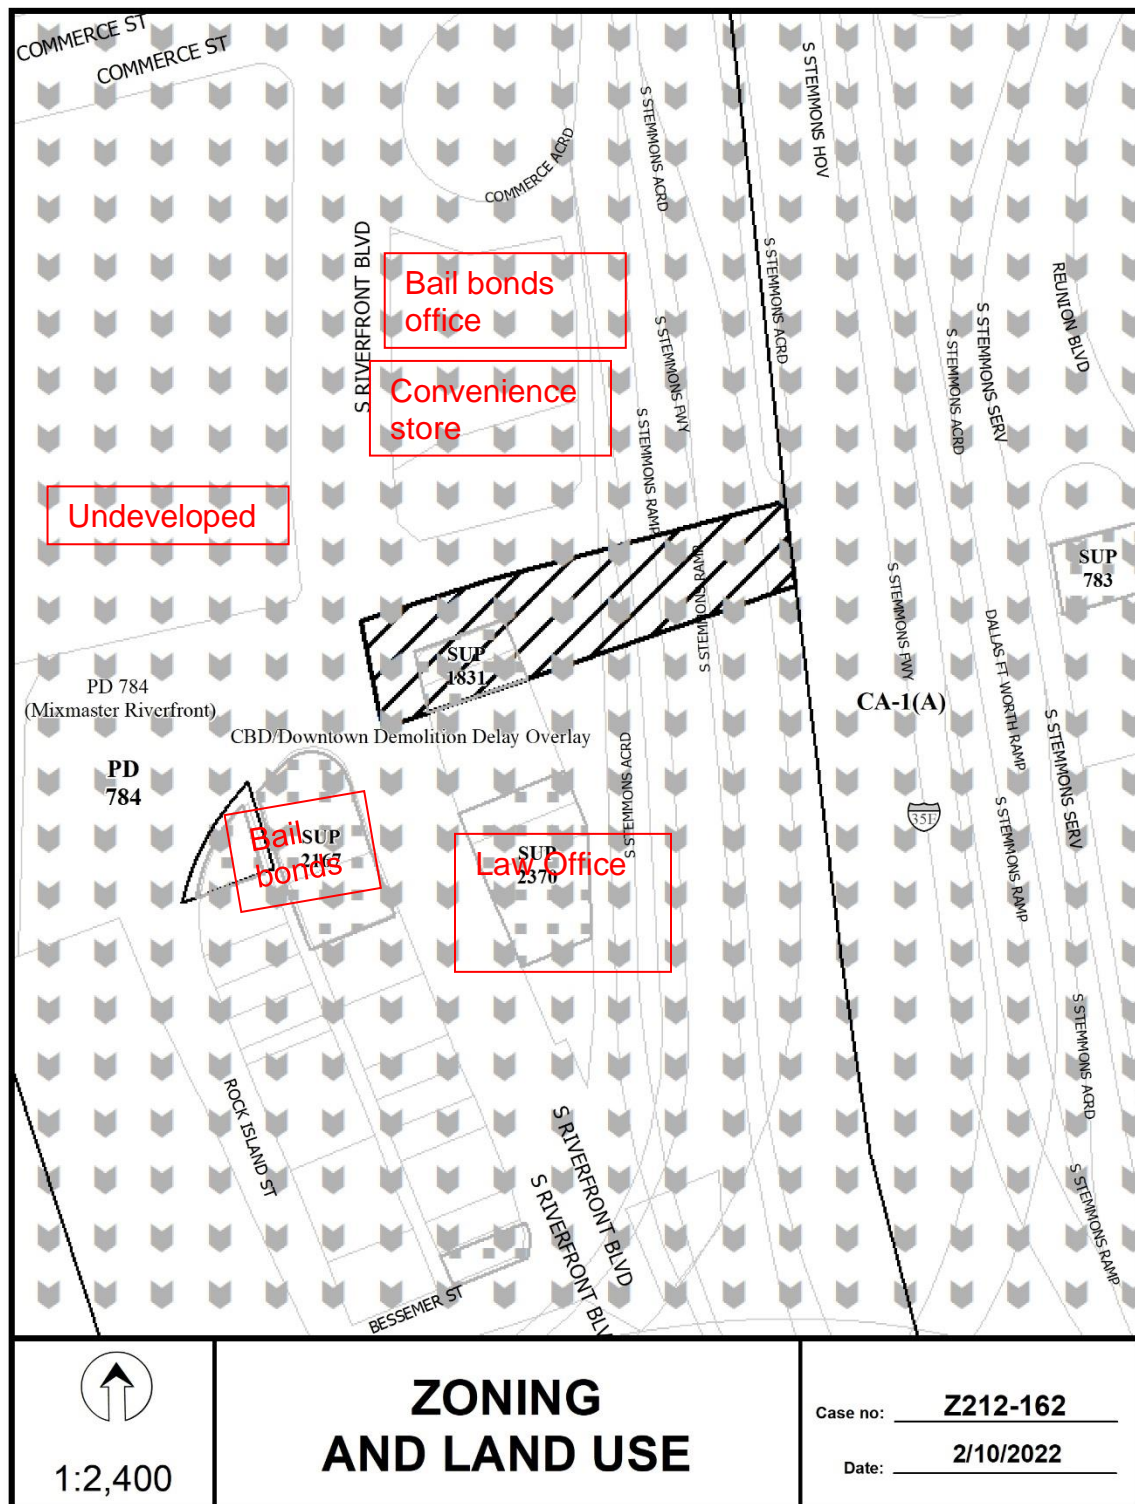 COMMERCE ST
COMMERCE ST
S STEMMONS HOV
S STEMMONS ACRD
COMMERCE ACRD
S RIVERFRONT BLVD
S STEMMONS ACRD
Bail bonds
office
REUNION BLVD
S STEMMONS SERV
S STEMMONS FWY
S STEMMONS ACRD
Convenience
store
S STEMMONS RAMP
Undeveloped
S STEMMONS RAMP
SUP
783
S STEMMONS FWY
DALLAS FT WORTH RAMP
SUP
1831
PD 784
(Mixmaster Riverfront)
CA-1(A)
CBD/Downtown Demolition Delay Overlay
S STEMMONS ACRD
S STEMMONS SERV
PD
784
S STEMMONS RAMP
35E
Bail
bonds
SUP
2167
SUP
2370
Law Office
S STEMMONS ACRD
ROCK ISLAND ST
S RIVERFRONT BLVD
S RIVERFRONT BLV
S STEMMONS RAMP
BESSEMER ST
1:2,400
ZONING
AND LAND USE
Case no: Z212-162
Date: 2/10/2022